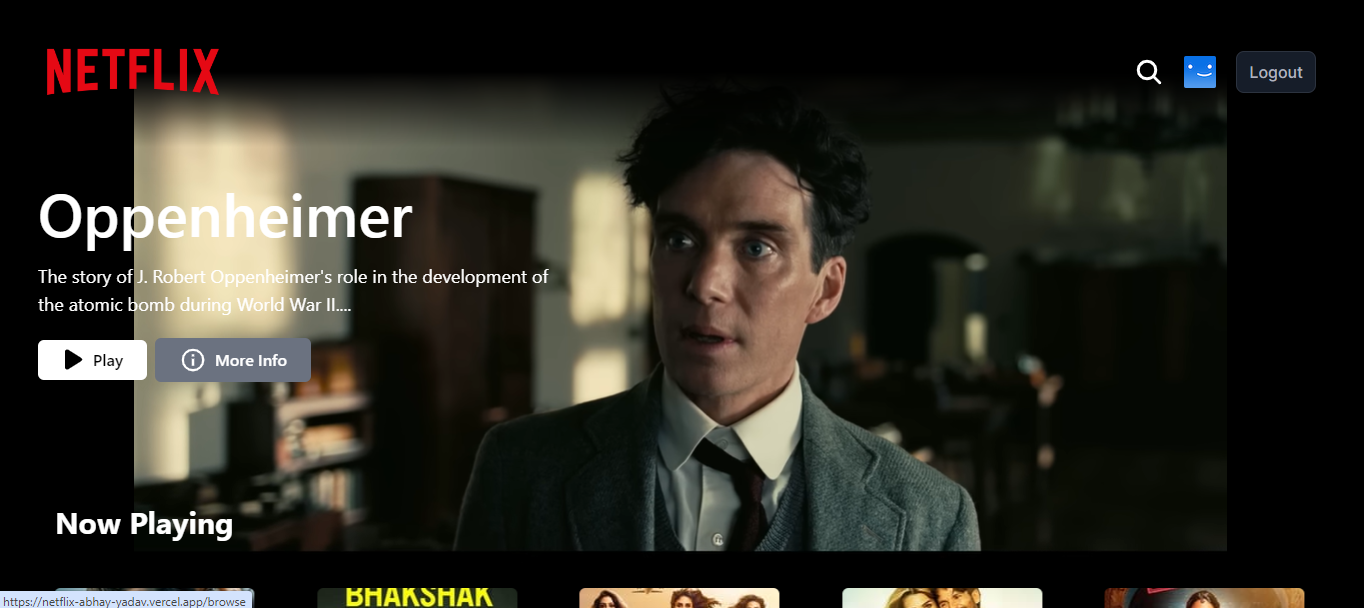 NETFLIX
Logout
Oppenheimer
The story of J. Robert Oppenheimer's role in the development of
the atomic bomb during World War II....
Play
More Info
Now Playing
BHAKSHAK
https://netflix-abhay-yadav.vercel.app/browse